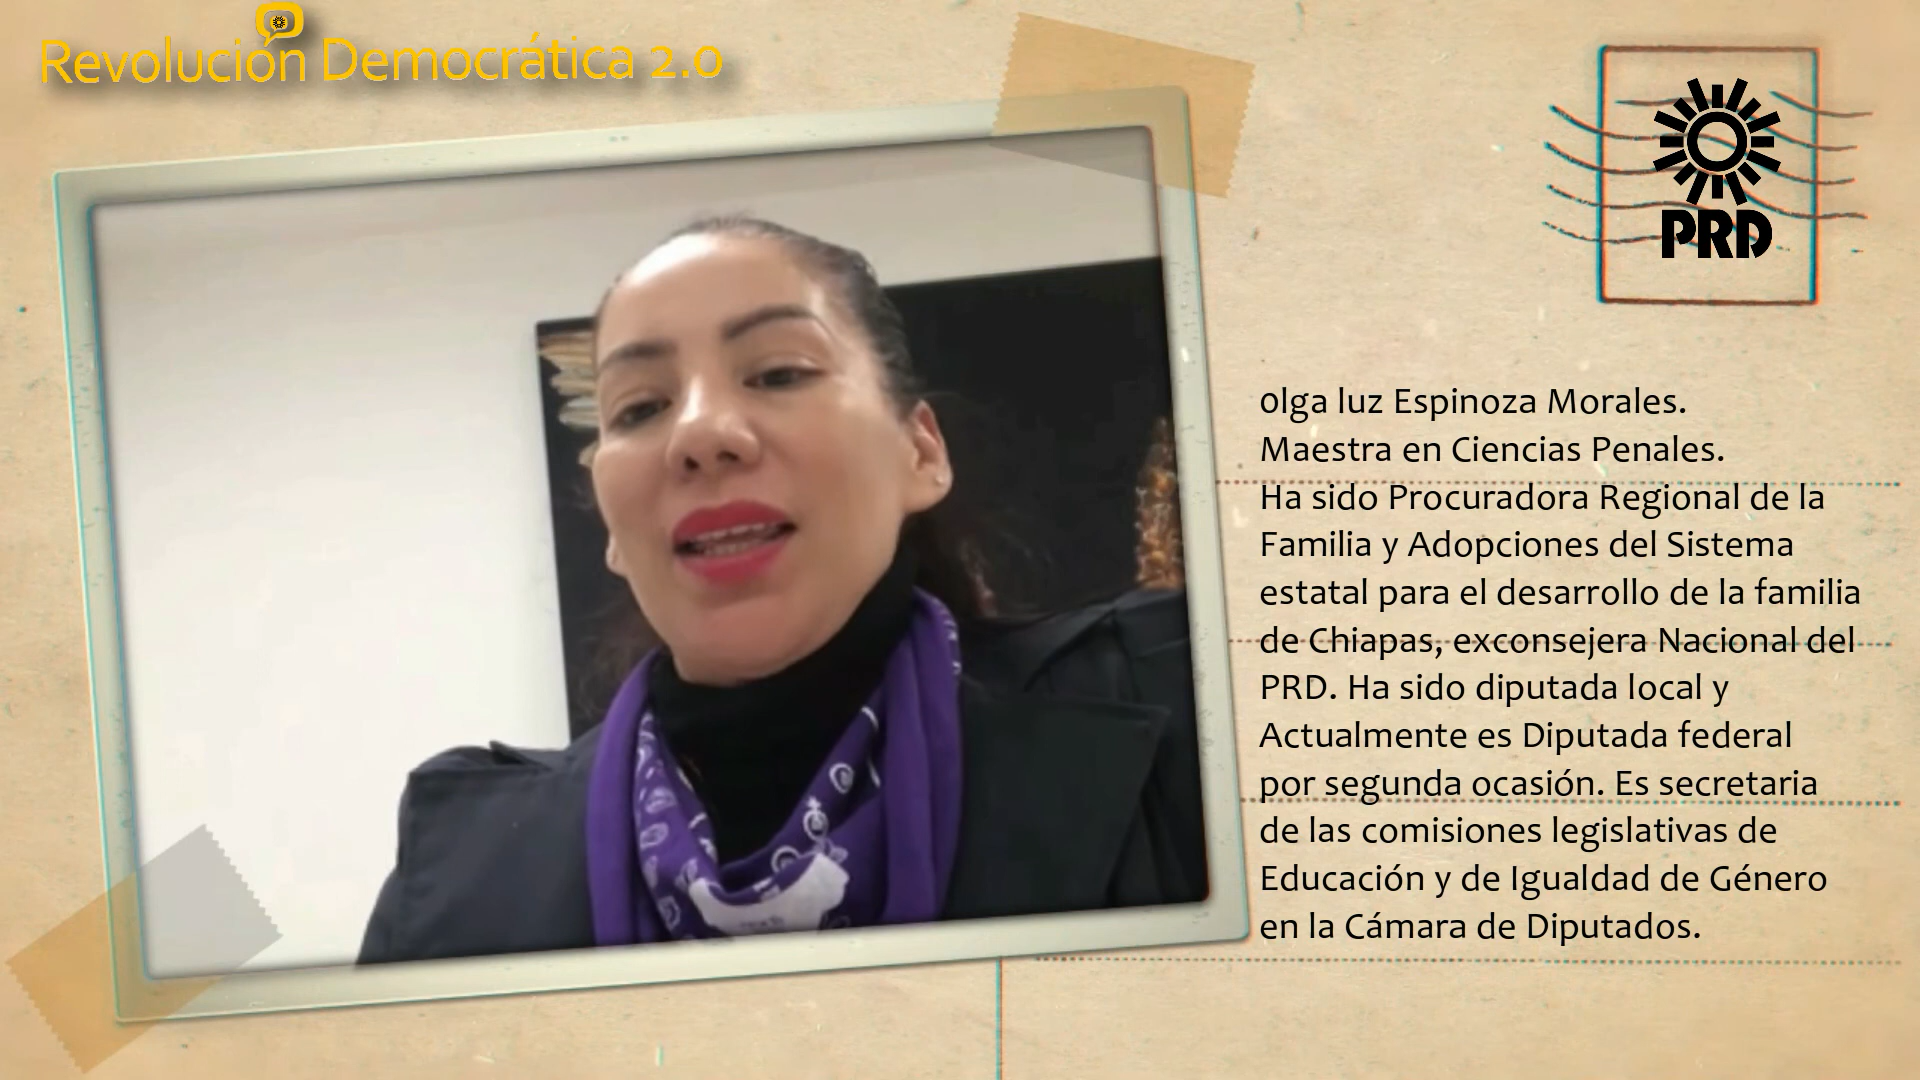 Revolución Democrática 2.0
PRD
olga luz Espinoza Morales.
Maestra en Ciencias Penales.
Ha sido Procuradora Regional de la
Familia y Adopciones del Sistema
estatal para el desarrollo de la familia
de Chiapas, exconsejera Nacional del
PRD. Ha sido diputada local y
Actualmente es Diputada federal
por segunda ocasión. Es secretaria
de las comisiones legislativas de
Educación y de Igualdad de Género
en la Cámara de Diputados.